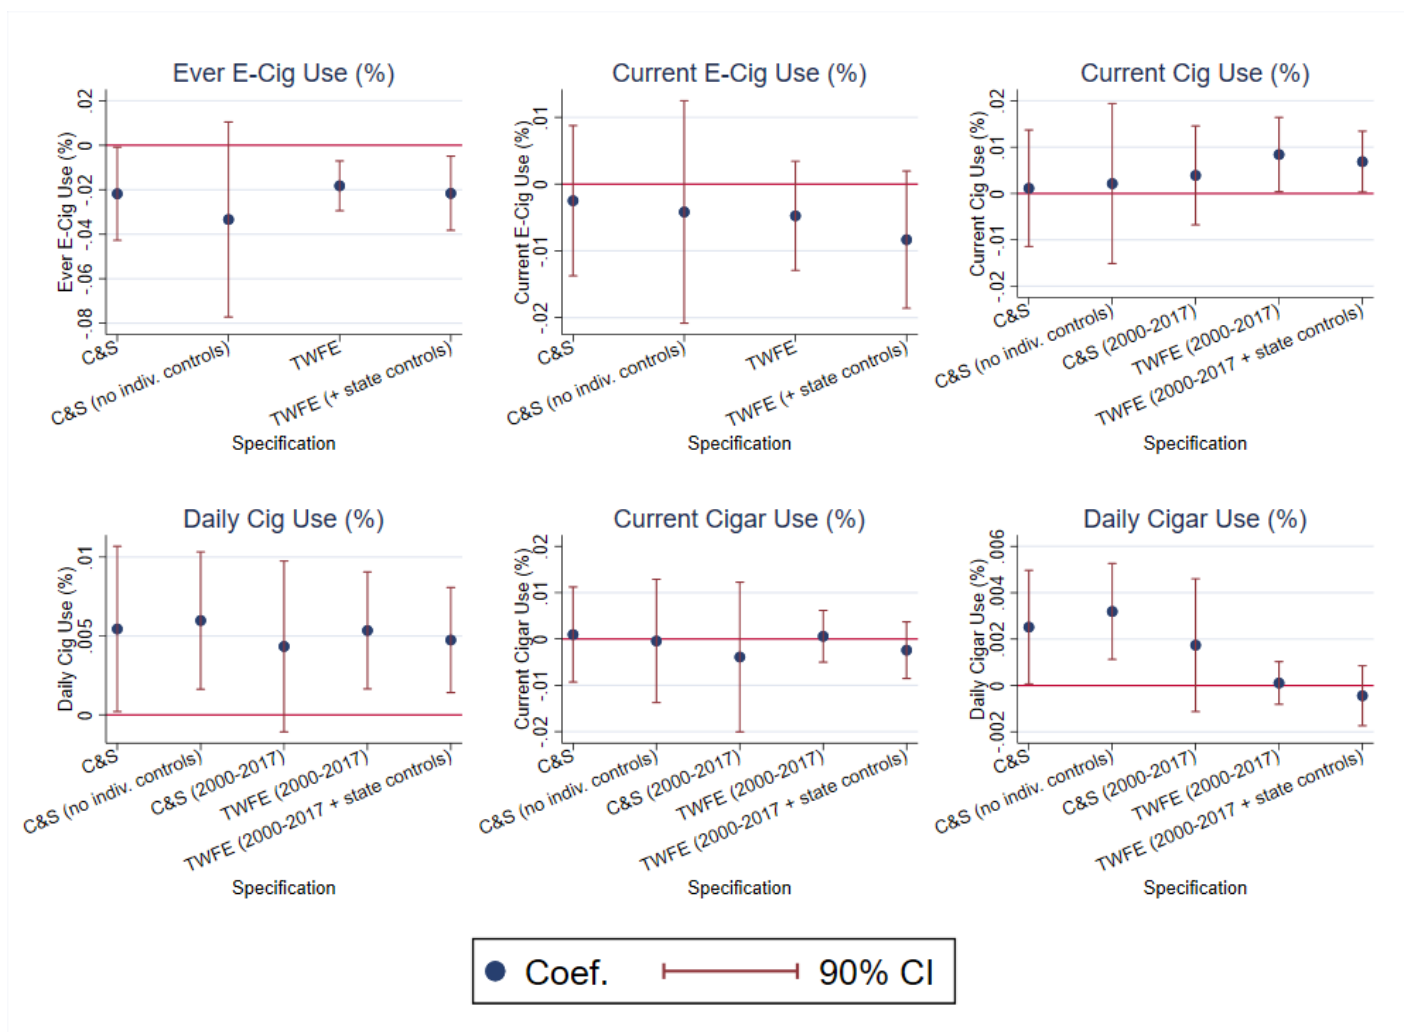 Ever E-Cig Use (%)
Ever E-Cig Use (%)
.02
0
-.02
-.04
-.06
-.08
C&S
C&S (no indiv. controls)
TWFE
TWFE (+ state controls)
Specification
Current E-Cig Use (%)
Current E-Cig Use (%)
.01
0
-.01
-.02
C&S
C&S (no indiv. controls)
TWFE
TWFE (+ state controls)
Specification
Current Cig Use (%)
Current Cig Use (%)
.02
.01
0
-.01
-.02
C&S
C&S (no indiv. controls)
C&S (2000-2017)
TWFE (2000-2017)
TWFE (2000-2017 + state controls)
Specification
Daily Cig Use (%)
Daily Cig Use (%)
.01
.005
0
C&S
C&S (no indiv. controls)
C&S (2000-2017)
TWFE (2000-2017)
TWFE (2000-2017 + state controls)
Specification
Current Cigar Use (%)
Current Cigar Use (%)
.02
.01
0
-.01
-.02
C&S
C&S (no indiv. controls)
C&S (2000-2017)
TWFE (2000-2017)
TWFE (2000-2017 + state controls)
Specification
Daily Cigar Use (%)
Daily Cigar Use (%)
.006
.004
.002
0
-.002
C&S
C&S (no indiv. controls)
C&S (2000-2017)
TWFE (2000-2017)
TWFE (2000-2017 + state controls)
Specification
Coef.
90% CI